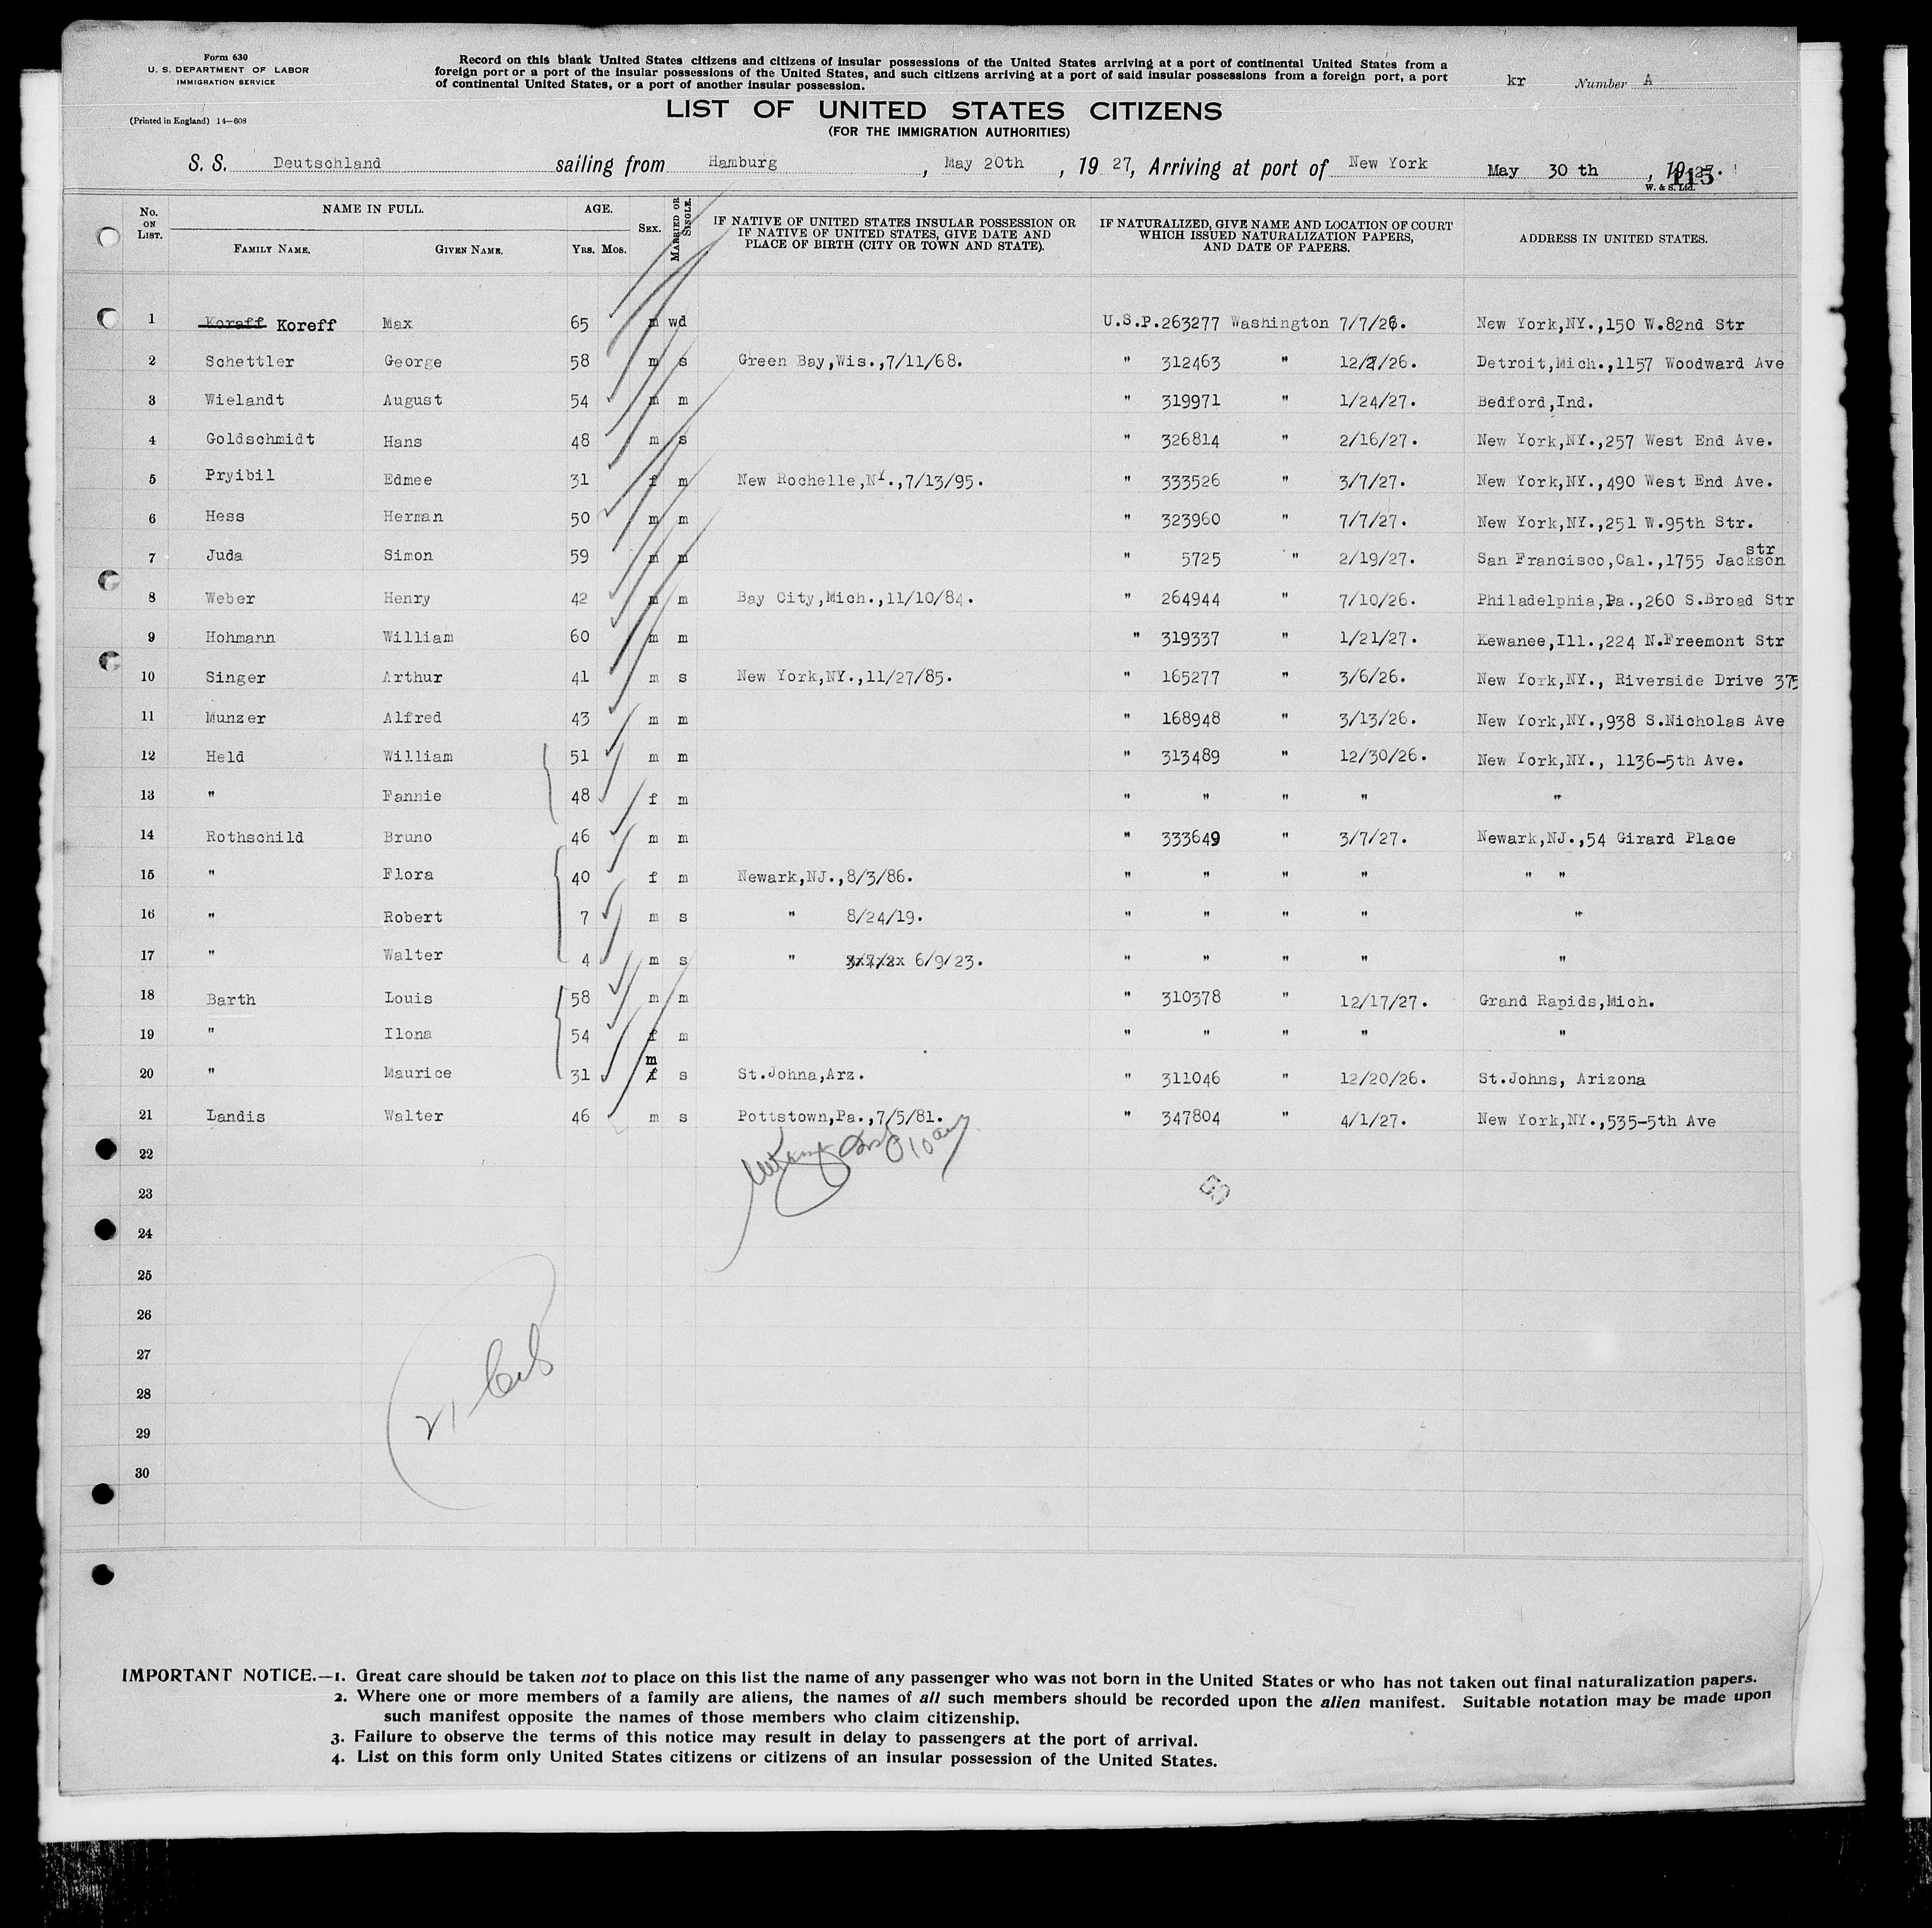 Form 630
U. S. DEPARTMENT OF LABOR
IMMIGRATION SERVICE
(Printed in England) 14—608
Record on this blank United States citizens and citizens of insular possessions of the United States arriving at a port of continental United States from a
foreign port or a port of the insular possessions of the United States, and such citizens arriving at a port of said insular possessions from a foreign port, a port
of continental United States, or a port of another insular possession.
kr Number A
LIST OF UNITED STATES CITIZENS
(FOR THE IMMIGRATION AUTHORITIES)
S. S. Deutschland sailing from Hamburg, May 20th, 19 27, Arriving at port of New York May 30 th, 1927.
115
W. & S. Ltd.
No. ON LIST. NAME IN FULL. FAMILY NAME. GIVEN NAME. AGE. YRS. MOS. SEX. MARRIED OR SINGLE. IF NATIVE OF UNITED STATES INSULAR POSSESSION OR IF NATIVE OF UNITED STATES, GIVE DATE AND PLACE OF BIRTH (CITY OR TOWN AND STATE). IF NATURALIZED, GIVE NAME AND LOCATION OF COURT WHICH ISSUED NATURALIZATION PAPERS, AND DATE OF PAPERS. ADDRESS IN UNITED STATES.
1 Koraff Koreff Max 65 m wd U.S.P.263277 Washington 7/7/26. New York,NY.,150 W.82nd Str
2 Schettler George 58 m s Green Bay,Wis.,7/11/68. " 312463 " 12/27/26. Detroit,Mich.,1157 Woodward Ave
3 Wielandt August 54 m m " 319971 " 1/24/27. Bedford,Ind.
4 Goldschmidt Hans 48 m s " 326814 " 2/16/27. New York,NY.,257 West End Ave.
5 Pryibil Edmee 31 f m New Rochelle,NY.,7/13/95. " 333526 " 3/7/27. New York,NY.,490 West End Ave.
6 Hess Herman 50 m m " 323960 " 7/7/27. New York,NY.,251 W.95th Str.
7 Juda Simon 59 m m " 5725 " 2/19/27. San Francisco,Cal.,1755 Jackson str
8 Weber Henry 42 m m Bay City,Mich.,11/10/84. " 264944 " 7/10/26. Philadelphia,Pa.,260 S.Broad Str
9 Hohmann William 60 m m " 319337 " 1/21/27. Kewanee,Ill.,224 N.Freemont Str
10 Singer Arthur 41 m s New York,NY.,11/27/85. " 165277 " 3/6/26. New York,NY., Riverside Drive 375
11 Munzer Alfred 43 m m " 168948 " 3/13/26. New York,NY.,938 S.Nicholas Ave
12 Held William 51 m m " 313489 " 12/30/26. New York,NY., 1136-5th Ave.
13 " Fannie 48 f m " " " " "
14 Rothschild Bruno 46 m m " 333649 " 3/7/27. Newark,NJ.,54 Girard Place
15 " Flora 40 f m Newark,NJ.,8/3/86. " " " " " "
16 " Robert 7 m s " 8/24/19. " " " " "
17 " Walter 4 m s " 6/9/23. " " " " "
18 Barth Louis 58 m m " 310378 " 12/17/27. Grand Rapids,Mich.
19 " Ilona 54 f m " " " " "
20 " Maurice 31 f m s St.Johna,Arz. " 311046 " 12/20/26. St.Johns, Arizona
21 Landis Walter 46 m s Pottstown,Pa.,7/5/81. " 347804 " 4/1/27. New York,NY.,535-5th Ave
22
23
24
25
26
27
28
29
30
IMPORTANT NOTICE.—1. Great care should be taken not to place on this list the name of any passenger who was not born in the United States or who has not taken out final naturalization papers.
2. Where one or more members of a family are aliens, the names of all such members should be recorded upon the alien manifest. Suitable notation may be made upon
such manifest opposite the names of those members who claim citizenship.
3. Failure to observe the terms of this notice may result in delay to passengers at the port of arrival.
4. List on this form only United States citizens or citizens of an insular possession of the United States.